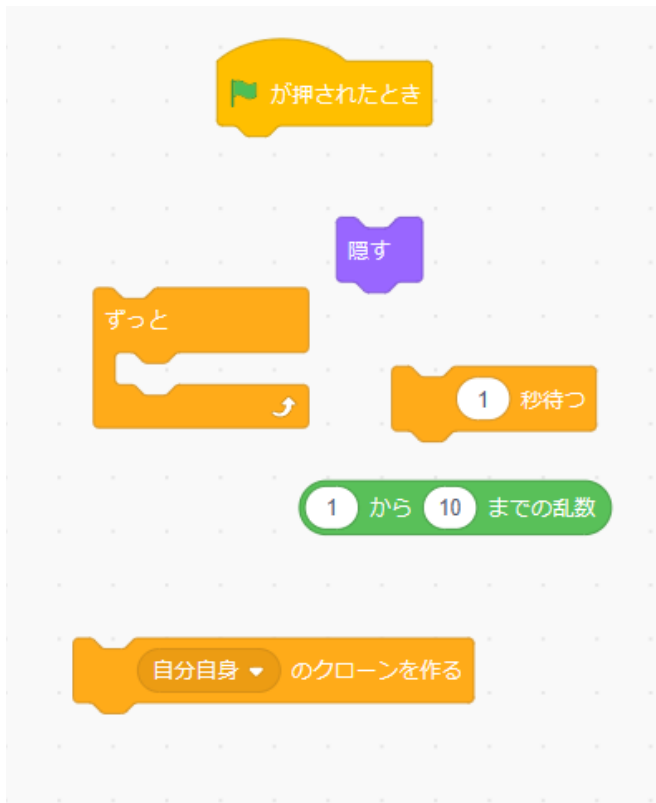 が押されたとき
隠す
ずっと
1 秒待つ
1 から 10 までの乱数
自分自身 のクローンを作る